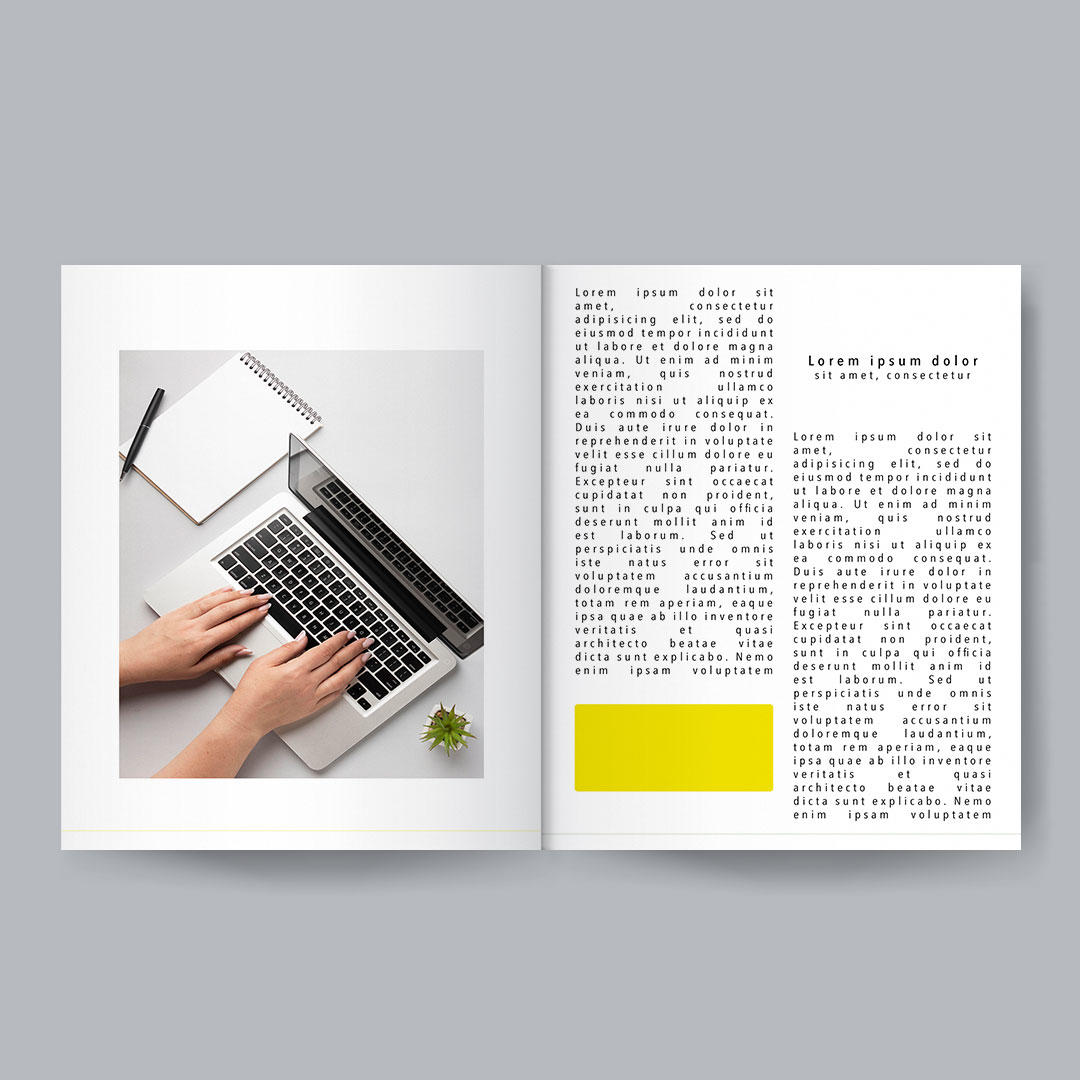 Lorem ipsum dolor sit
amet, consectetur
adipisicing elit, sed do
eiusmod tempor incididunt
ut labore et dolore magna
aliqua. Ut enim ad minim
veniam, quis nostrud
exercitation ullamco
laboris nisi ut aliquip ex
ea commodo consequat.
Duis aute irure dolor in
reprehenderit in voluptate
velit esse cillum dolore eu
fugiat nulla pariatur.
Excepteur sint occaecat
cupidatat non proident,
sunt in culpa qui officia
deserunt mollit anim id
est laborum. Sed ut
perspiciatis unde omnis
iste natus error sit
voluptatem accusantium
doloremque laudantium,
totam rem aperiam, eaque
ipsa quae ab illo inventore
veritatis et quasi
architecto beatae vitae
dicta sunt explicabo. Nemo
enim ipsam voluptatem
Lorem ipsum dolor
sit amet, consectetur
Lorem ipsum dolor sit
amet, consectetur
adipisicing elit, sed do
eiusmod tempor incididunt
ut labore et dolore magna
aliqua. Ut enim ad minim
veniam, quis nostrud
exercitation ullamco
laboris nisi ut aliquip ex
ea commodo consequat.
Duis aute irure dolor in
reprehenderit in voluptate
velit esse cillum dolore eu
fugiat nulla pariatur.
Excepteur sint occaecat
cupidatat non proident,
sunt in culpa qui officia
deserunt mollit anim id
est laborum. Sed ut
perspiciatis unde omnis
iste natus error sit
voluptatem accusantium
doloremque laudantium,
totam rem aperiam, eaque
ipsa quae ab illo inventore
veritatis et quasi
architecto beatae vitae
dicta sunt explicabo. Nemo
enim ipsam voluptatem